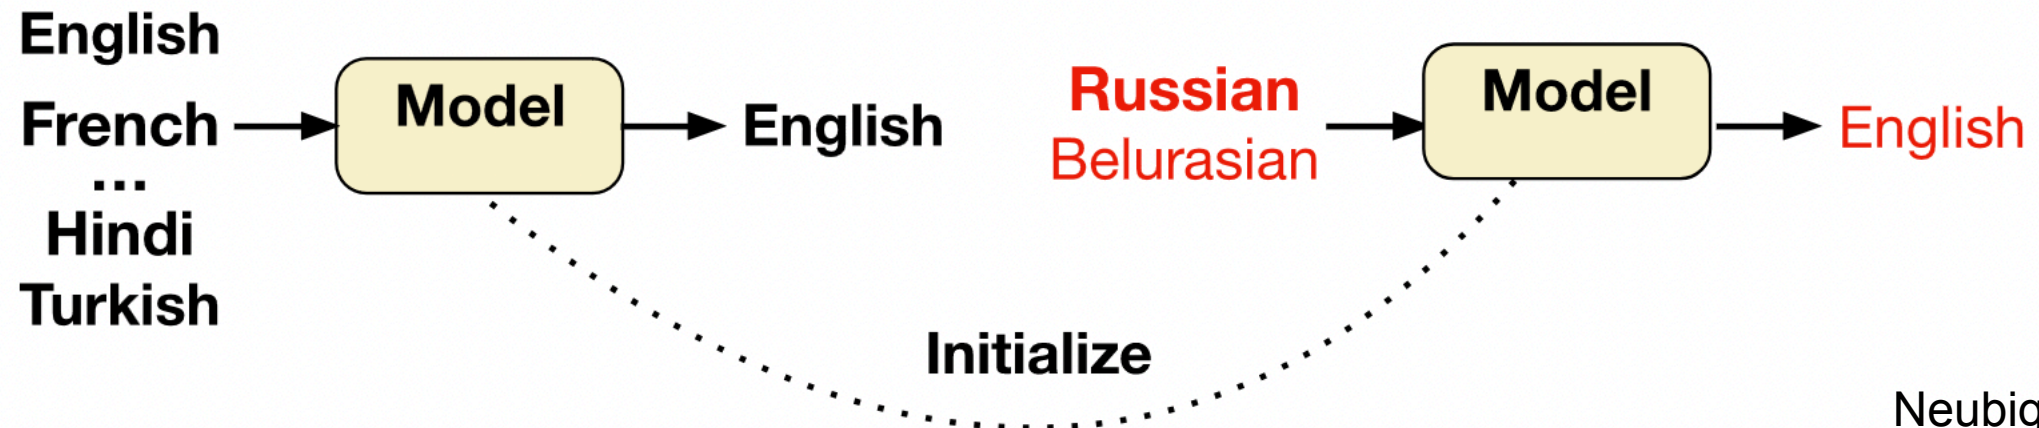 English
French
...
Hindi
Turkish
Model
English
Russian
Belurasian
Model
English
Initialize